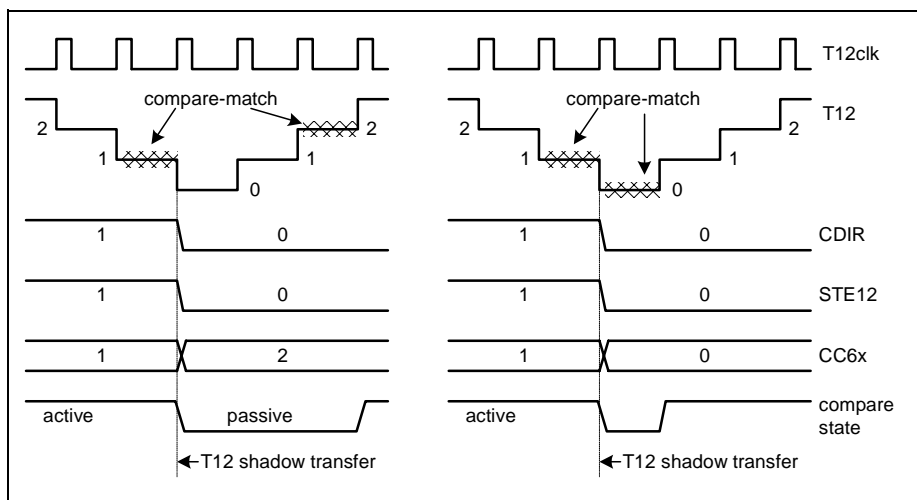 T12clk
compare-match compare-match T12
2 2 2 2
1 1 1 1
0 0
1 0 1 0 CDIR
1 0 1 0 STE12
1 2 1 0 CC6x
active passive active compare
state
T12 shadow transfer T12 shadow transfer